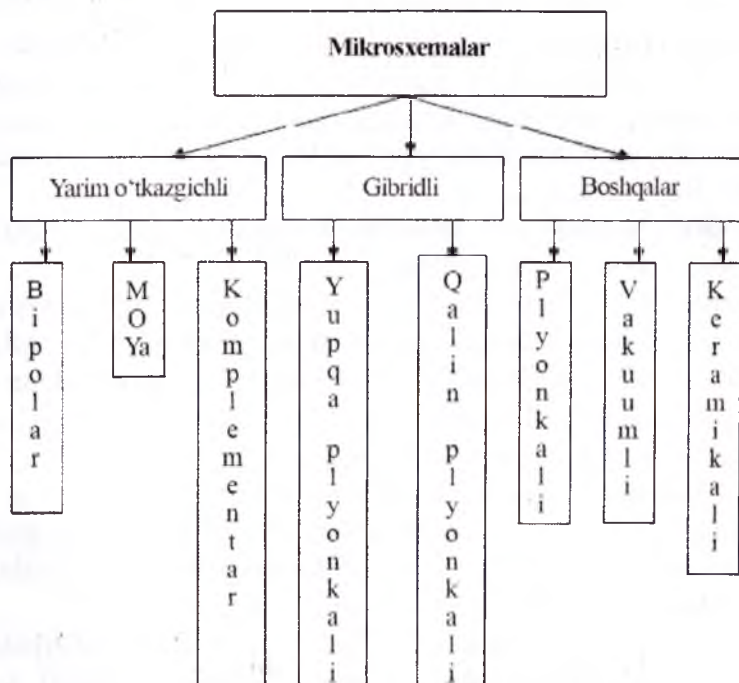 Mikrosxemalar
Yarim o'tkazgichli
Gibridli
Boshqalar
Bipolar
MOYa
Komplementar
Yupqa plyonkali
Qalin plyonkali
Plyonkali
Vakuumli
Keramikali